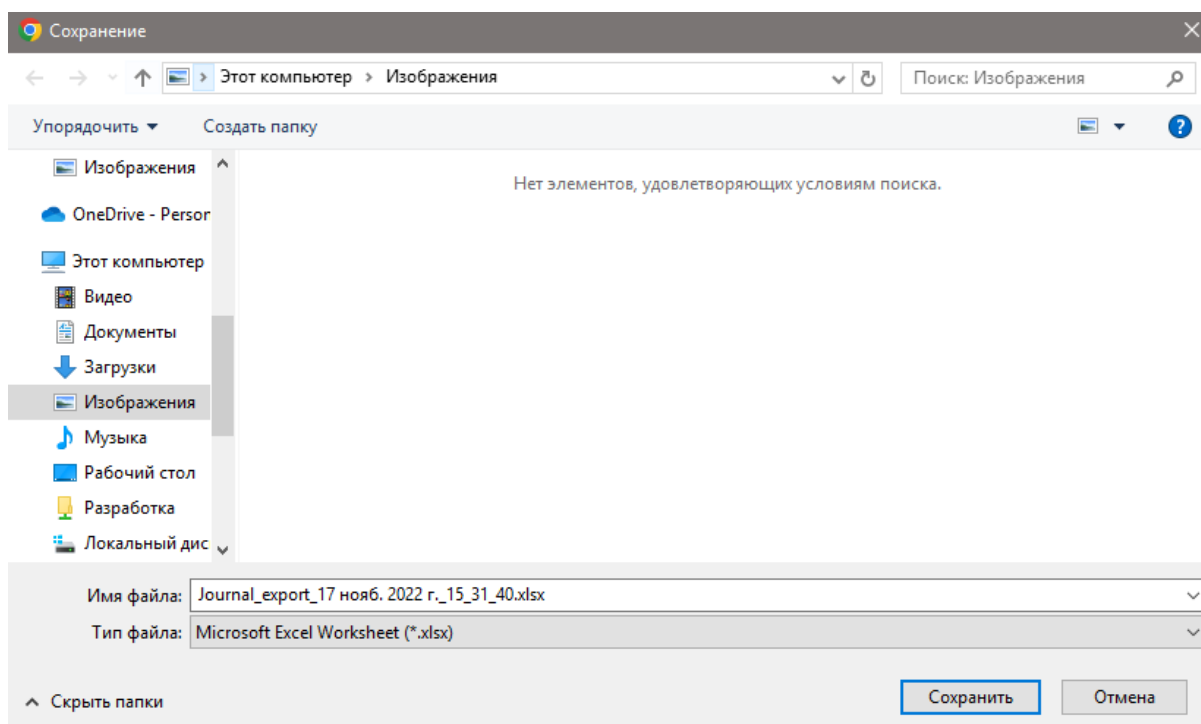 Сохранение
Этот компьютер › Изображения
Поиск: Изображения
Упорядочить
Создать папку
Изображения
Нет элементов, удовлетворяющих условиям поиска.
OneDrive - Person
Этот компьютер
Видео
Документы
Загрузки
Изображения
Музыка
Рабочий стол
Разработка
Локальный дис
Имя файла: Journal_export_17 нояб. 2022 г._15_31_40.xlsx
Тип файла: Microsoft Excel Worksheet (*.xlsx)
Скрыть папки
Сохранить
Отмена